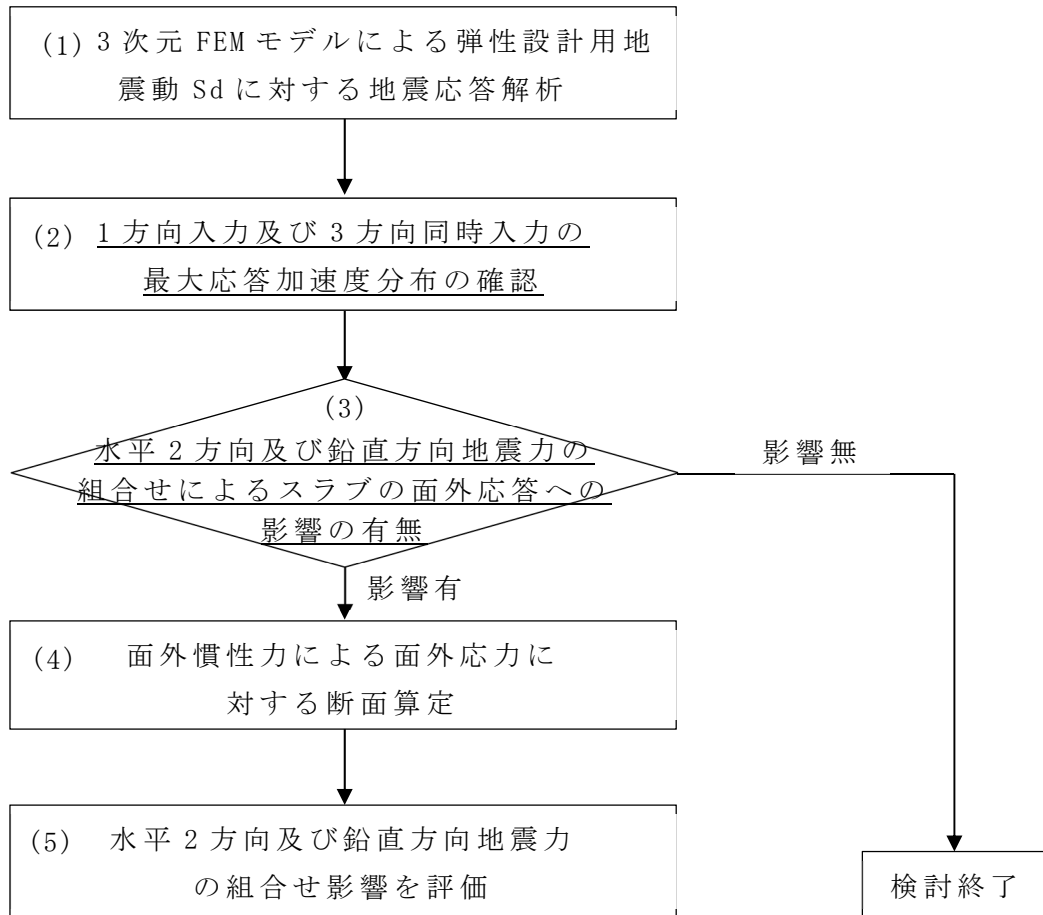 (1) 3次元FEMモデルによる弾性設計用地
震動Sdに対する地震応答解析
(2) 1方向入力及び3方向同時入力の
最大応答加速度分布の確認
(3)
水平2方向及び鉛直方向地震力の
組合せによるスラブの面外応答への
影響の有無
影響無
影響有
(4) 面外慣性力による面外応力に
対する断面算定
(5) 水平2方向及び鉛直方向地震力
の組合せ影響を評価
検討終了